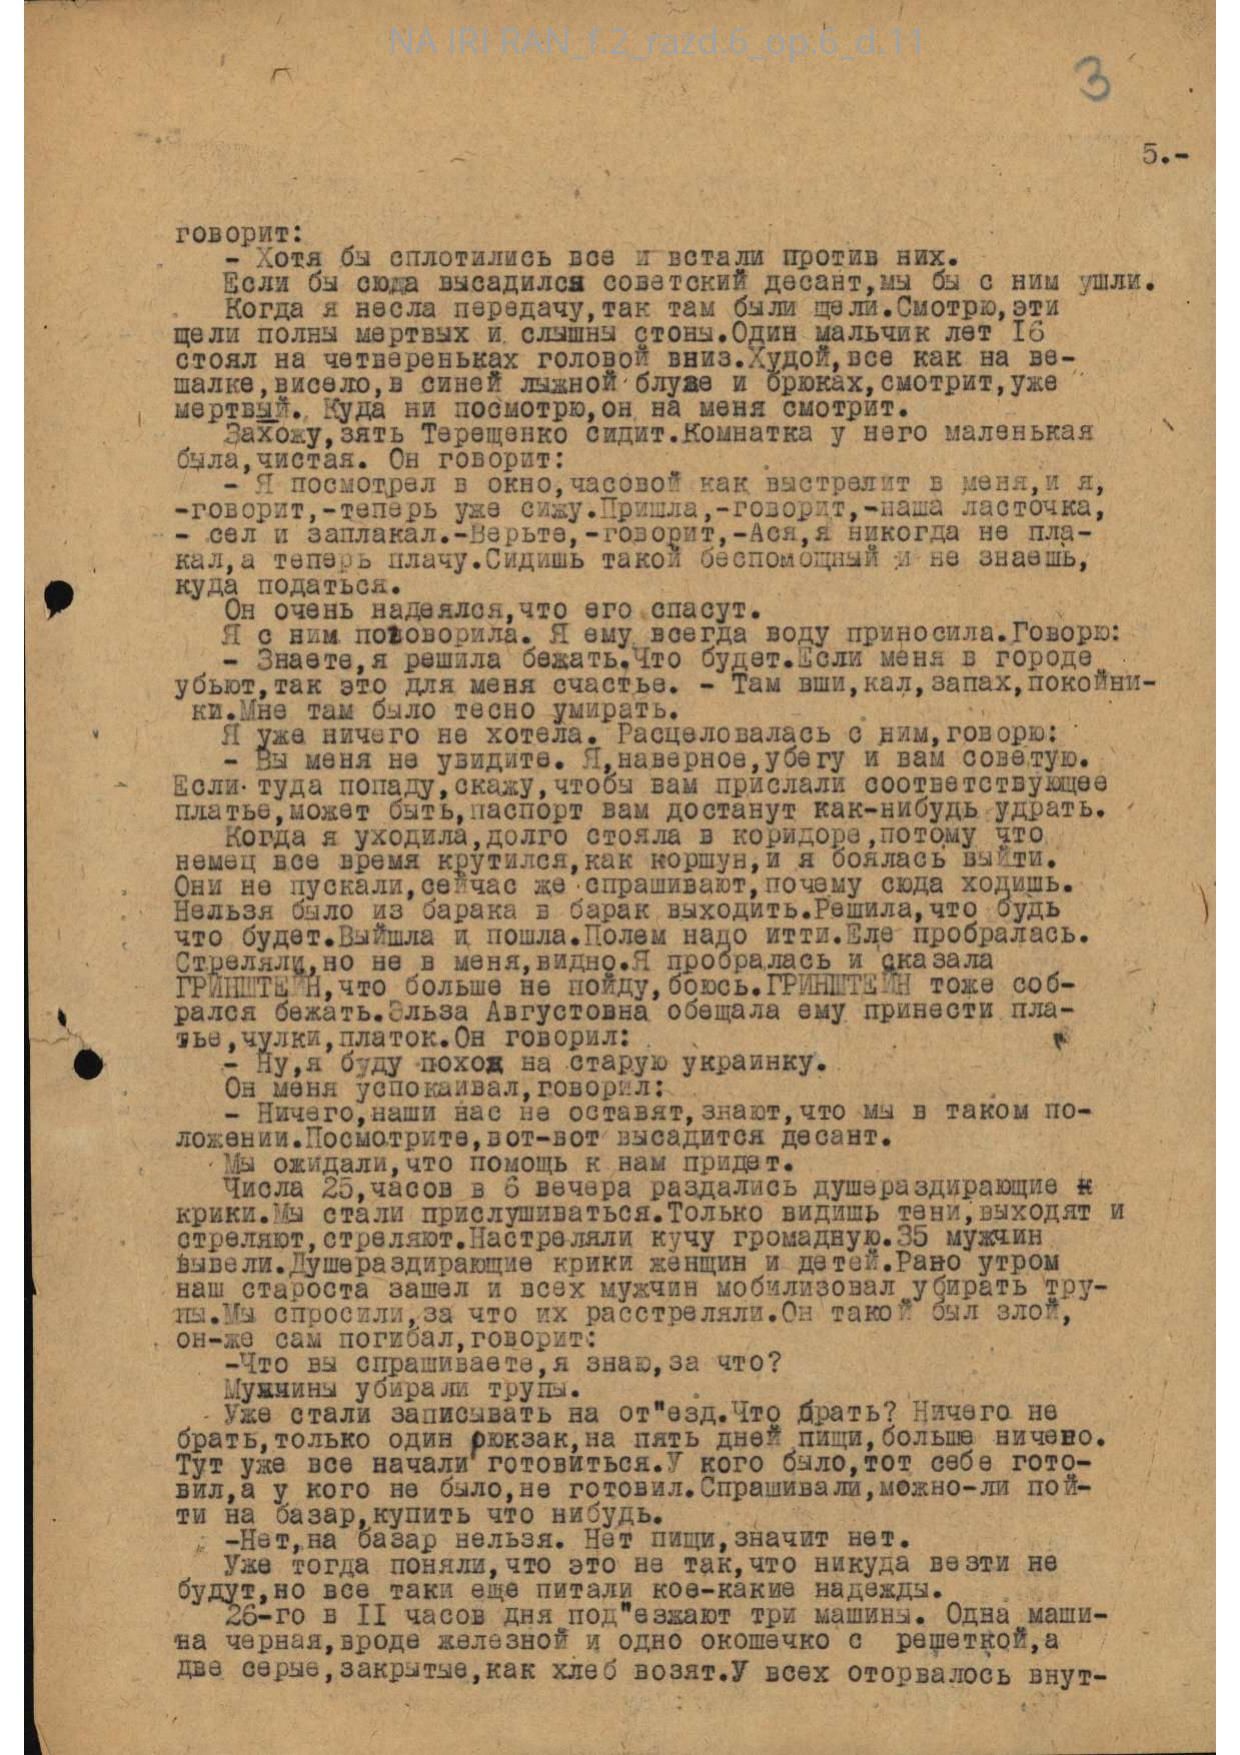 NA IRI RAN_f.2_razd.6_op.6_d.11
3
5.-
говорит:
- Хотя бы сплотились все и встали против них.
Если бы сюда высадился советский десант,мы бы с ним ушли.
Когда я несла передачу,так там были щели.Смотрю,эти
щели полны мертвых и слышны стоны.Один мальчик лет I6
стоял на четвереньках головой вниз.Худой,все как на ве-
шалке,висело,в синей лыжной блузе и брюках,смотрит,уже
мертвый. Куда ни посмотрю,он на меня смотрит.
Захожу,зять Терещенко сидит.Комнатка у него маленькая
была,чистая. Он говорит:
- Я посмотрел в окно,часовой как выстрелит в меня,и я,
-говорит,-теперь уже сижу.Пришла,-говорит,-наша ласточка,
- сел и заплакал.-Верьте,-говорит,-Ася,я никогда не пла-
кал,а теперь плачу.Сидишь такой беспомощный и не знаешь,
куда податься.
Он очень надеялся,что его спасут.
Я с ним поговорила. Я ему всегда воду приносила.Говорю:
- Знаете,я решила бежать.Что будет.Если меня в городе
убьют,так это для меня счастье. - Там вши,кал,запах,покойни-
ки.Мне там было тесно умирать.
Я уже ничего не хотела. Расцеловалась с ним,говорю:
- Вы меня не увидите. Я,наверное,убегу и вам советую.
Если туда попаду,скажу,чтобы вам прислали соответствующее
платье,может быть,паспорт вам достанут как-нибудь удрать.
Когда я уходила,долго стояла в коридоре,потому что
немец все время крутился,как коршун,и я боялась выйти.
Они не пускали,сейчас же спрашивают,почему сюда ходишь.
Нельзя было из барака в барак выходить.Решила,что будь
что будет.Выйшла и пошла.Полем надо итти.Еле пробралась.
Стреляли,но не в меня,видно.Я пробралась и сказала
ГРИНШТЕЙН,что больше не пойду,боюсь.ГРИНШТЕЙН тоже соб-
рался бежать.Эльза Августовна обещала ему принести пла-
тье,чулки,платок.Он говорил:
- Ну,я буду похож на старую украинку.
Он меня успокаивал,говорил:
- Ничего,наши нас не оставят,знают,что мы в таком по-
ложении.Посмотрите,вот-вот высадится десант.
Мы ожидали,что помощь к нам придет.
Числа 25,часов в 6 вечера раздались душераздирающие к
крики.Мы стали прислушиваться.Только видишь тени,выходят и
стреляют,стреляют.Настреляли кучу громадную.35 мужчин
вывели.Душераздирающие крики женщин и детей.Рано утром
наш староста зашел и всех мужчин мобилизовал убирать тру-
пы.Мы спросили,за что их расстреляли.Он такой был злой,
он-же сам погибал,говорит:
-Что вы спрашиваете,я знаю,за что?
Мужчины убирали трупы.
Уже стали записывать на от"езд.Что брать? Ничего не
брать,только один рюкзак,на пять дней пищи,больше ничего.
Тут уже все начали готовиться.У кого было,тот себе гото-
вил,а у кого не было,не готовил.Спрашивали,можно-ли пой-
ти на базар,купить что нибудь.
-Нет,на базар нельзя. Нет пищи,значит нет.
Уже тогда поняли,что это не так,что никуда везти не
будут,но все таки еще питали кое-какие надежды.
26-го в II часов дня под"езжают три машины. Одна маши-
на черная,вроде железной и одно окошечко с решеткой,а
две серые,закрытые,как хлеб возят.У всех оторвалось внут-